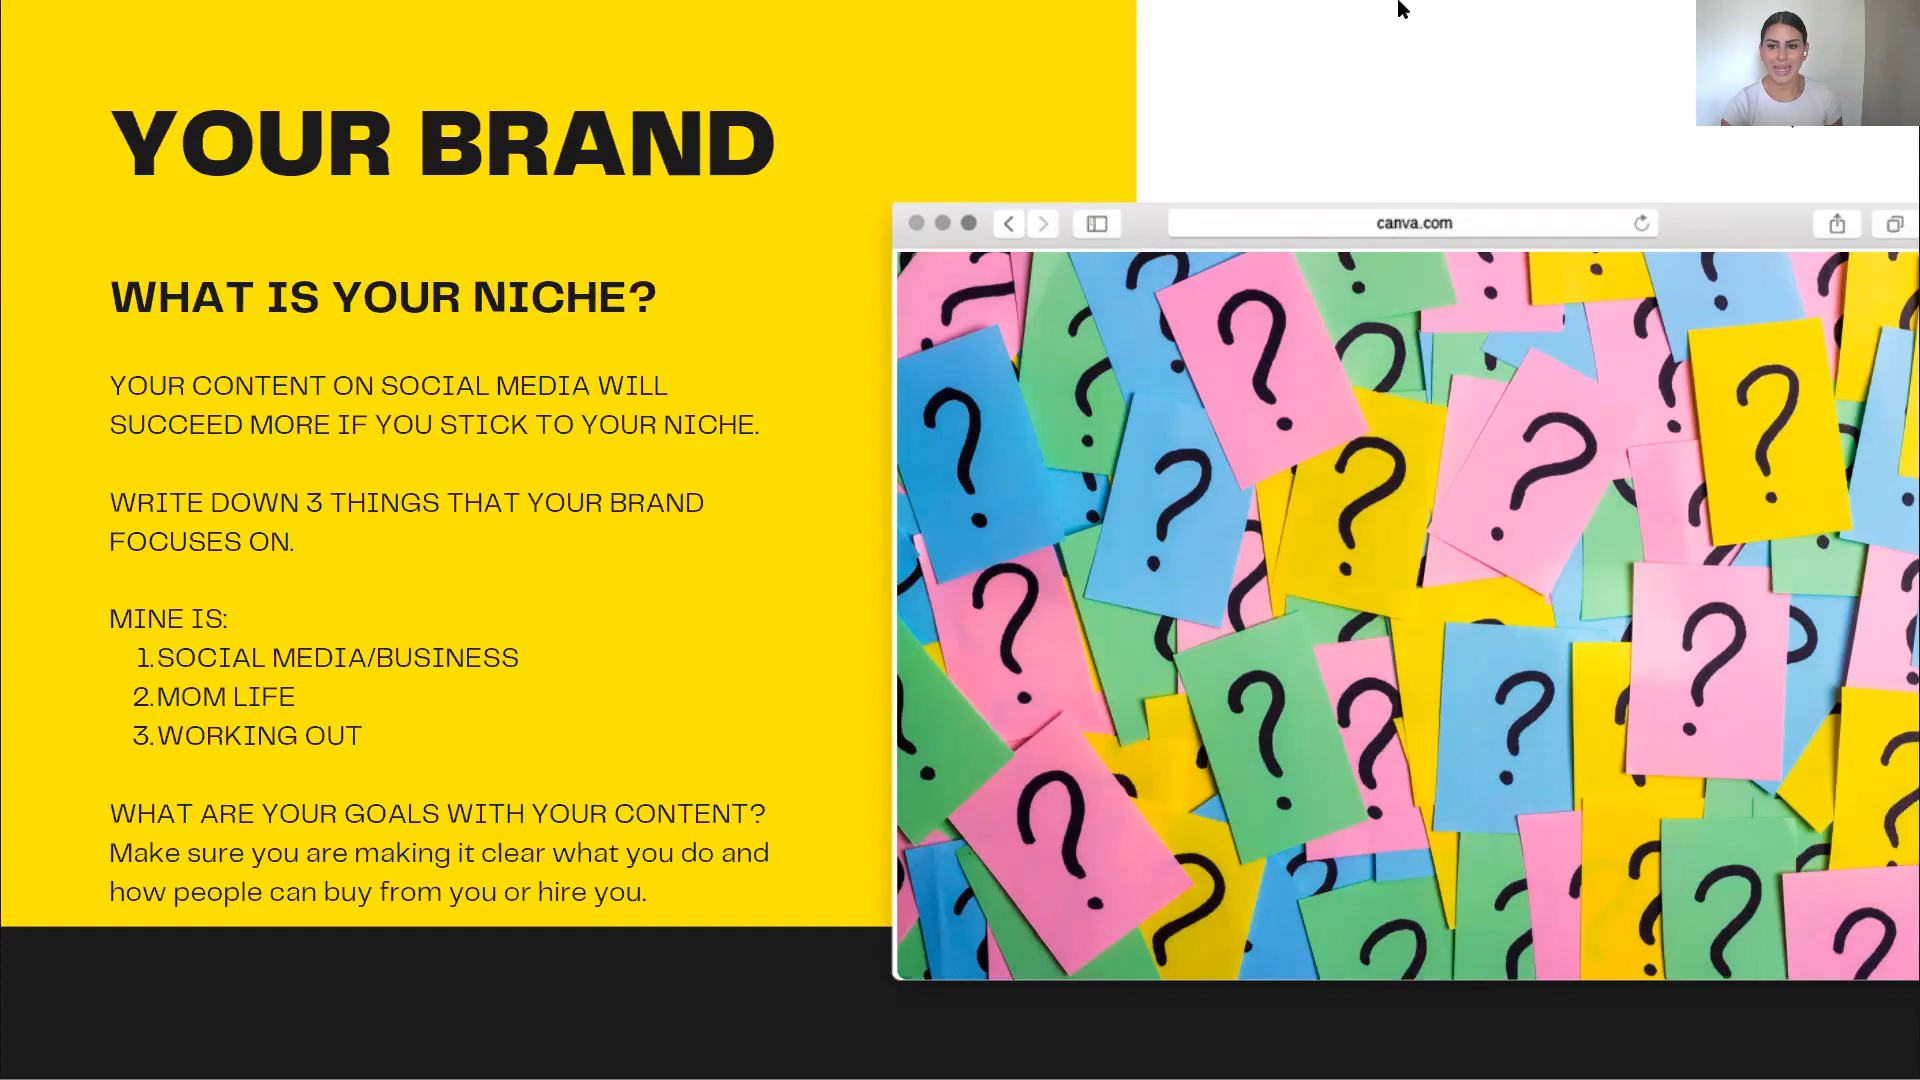 YOUR BRAND
WHAT IS YOUR NICHE?
YOUR CONTENT ON SOCIAL MEDIA WILL
SUCCEED MORE IF YOU STICK TO YOUR NICHE.
WRITE DOWN 3 THINGS THAT YOUR BRAND
FOCUSES ON.
MINE IS:
1. SOCIAL MEDIA/BUSINESS
2. MOM LIFE
3. WORKING OUT
WHAT ARE YOUR GOALS WITH YOUR CONTENT?
Make sure you are making it clear what you do and
how people can buy from you or hire you.
canva.com